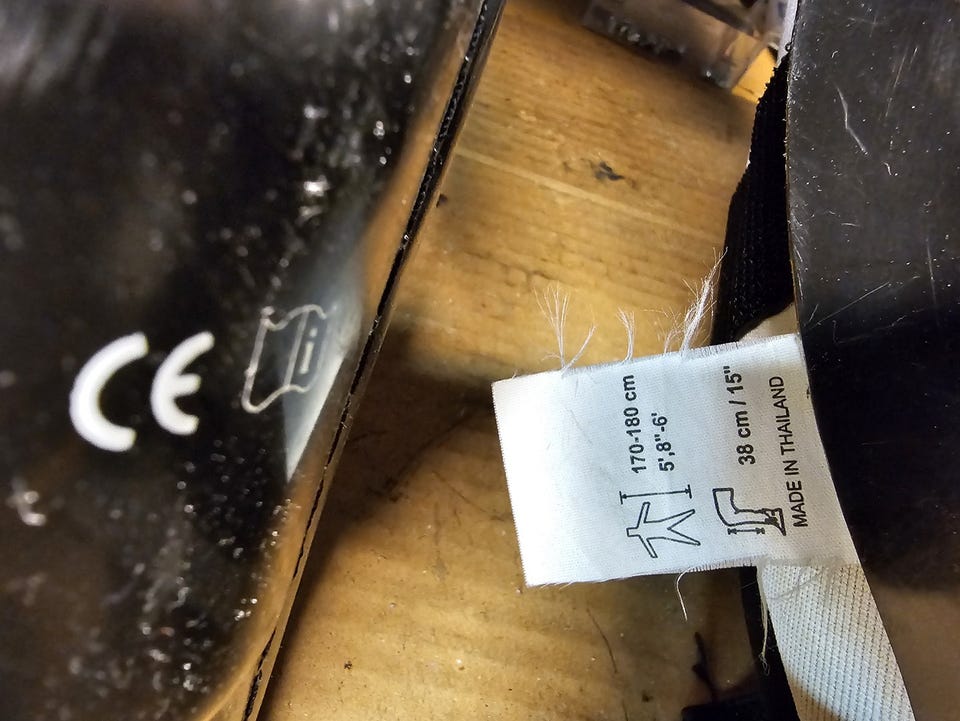 CE
i
170-180 cm
5',8"-6'
38 cm / 15"
MADE IN THAILAND